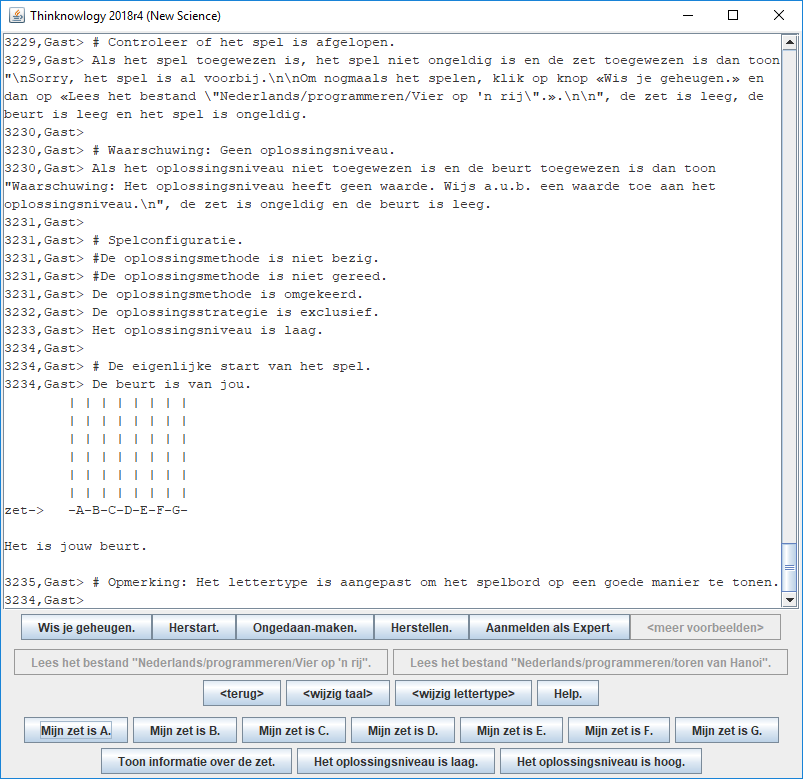 Thinknowlogy 2018r4 (New Science)
3229,Gast> # Controleer of het spel is afgelopen.
3229,Gast> Als het spel toegewezen is, het spel niet ongeldig is en de zet toegewezen is dan toon
"\nSorry, het spel is al voorbij.\n\nOm nogmaals het spelen, klik op knop «Wis je geheugen.» en
dan op «Lees het bestand \"Nederlands/programmeren/Vier op 'n rij\".».\n\n", de zet is leeg, de
beurt is leeg en het spel is ongeldig.
3230,Gast>
3230,Gast> # Waarschuwing: Geen oplossingsniveau.
3230,Gast> Als het oplossingsniveau niet toegewezen is en de beurt toegewezen is dan toon
"Waarschuwing: Het oplossingsniveau heeft geen waarde. Wijs a.u.b. een waarde toe aan het
oplossingsniveau.\n", de zet is ongeldig en de beurt is leeg.
3231,Gast>
3231,Gast> # Spelconfiguratie.
3231,Gast> #De oplossingsmethode is niet bezig.
3231,Gast> #De oplossingsmethode is niet gereed.
3231,Gast> De oplossingsmethode is omgekeerd.
3232,Gast> De oplossingsstrategie is exclusief.
3233,Gast> Het oplossingsniveau is laag.
3234,Gast>
3234,Gast> # De eigenlijke start van het spel.
3234,Gast> De beurt is van jou.
| | | | | | | |
| | | | | | | |
| | | | | | | |
| | | | | | | |
| | | | | | | |
| | | | | | | |
zet-> -A-B-C-D-E-F-G-
Het is jouw beurt.
3235,Gast> # Opmerking: Het lettertype is aangepast om het spelbord op een goede manier te tonen.
3234,Gast>
Wis je geheugen. Herstart. Ongedaan-maken. Herstellen. Aanmelden als Expert. <meer voorbeelden>
Lees het bestand "Nederlands/programmeren/Vier op 'n rij". Lees het bestand "Nederlands/programmeren/toren van Hanoi".
<terug> <wijzig taal> <wijzig lettertype> Help.
Mijn zet is A. Mijn zet is B. Mijn zet is C. Mijn zet is D. Mijn zet is E. Mijn zet is F. Mijn zet is G.
Toon informatie over de zet. Het oplossingsniveau is laag. Het oplossingsniveau is hoog.